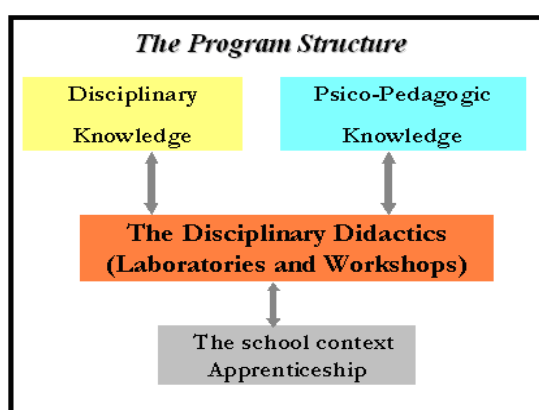 The Program Structure
Disciplinary
Knowledge
Psico-Pedagogic
Knowledge
The Disciplinary Didactics
(Laboratories and Workshops)
The school context
Apprenticeship